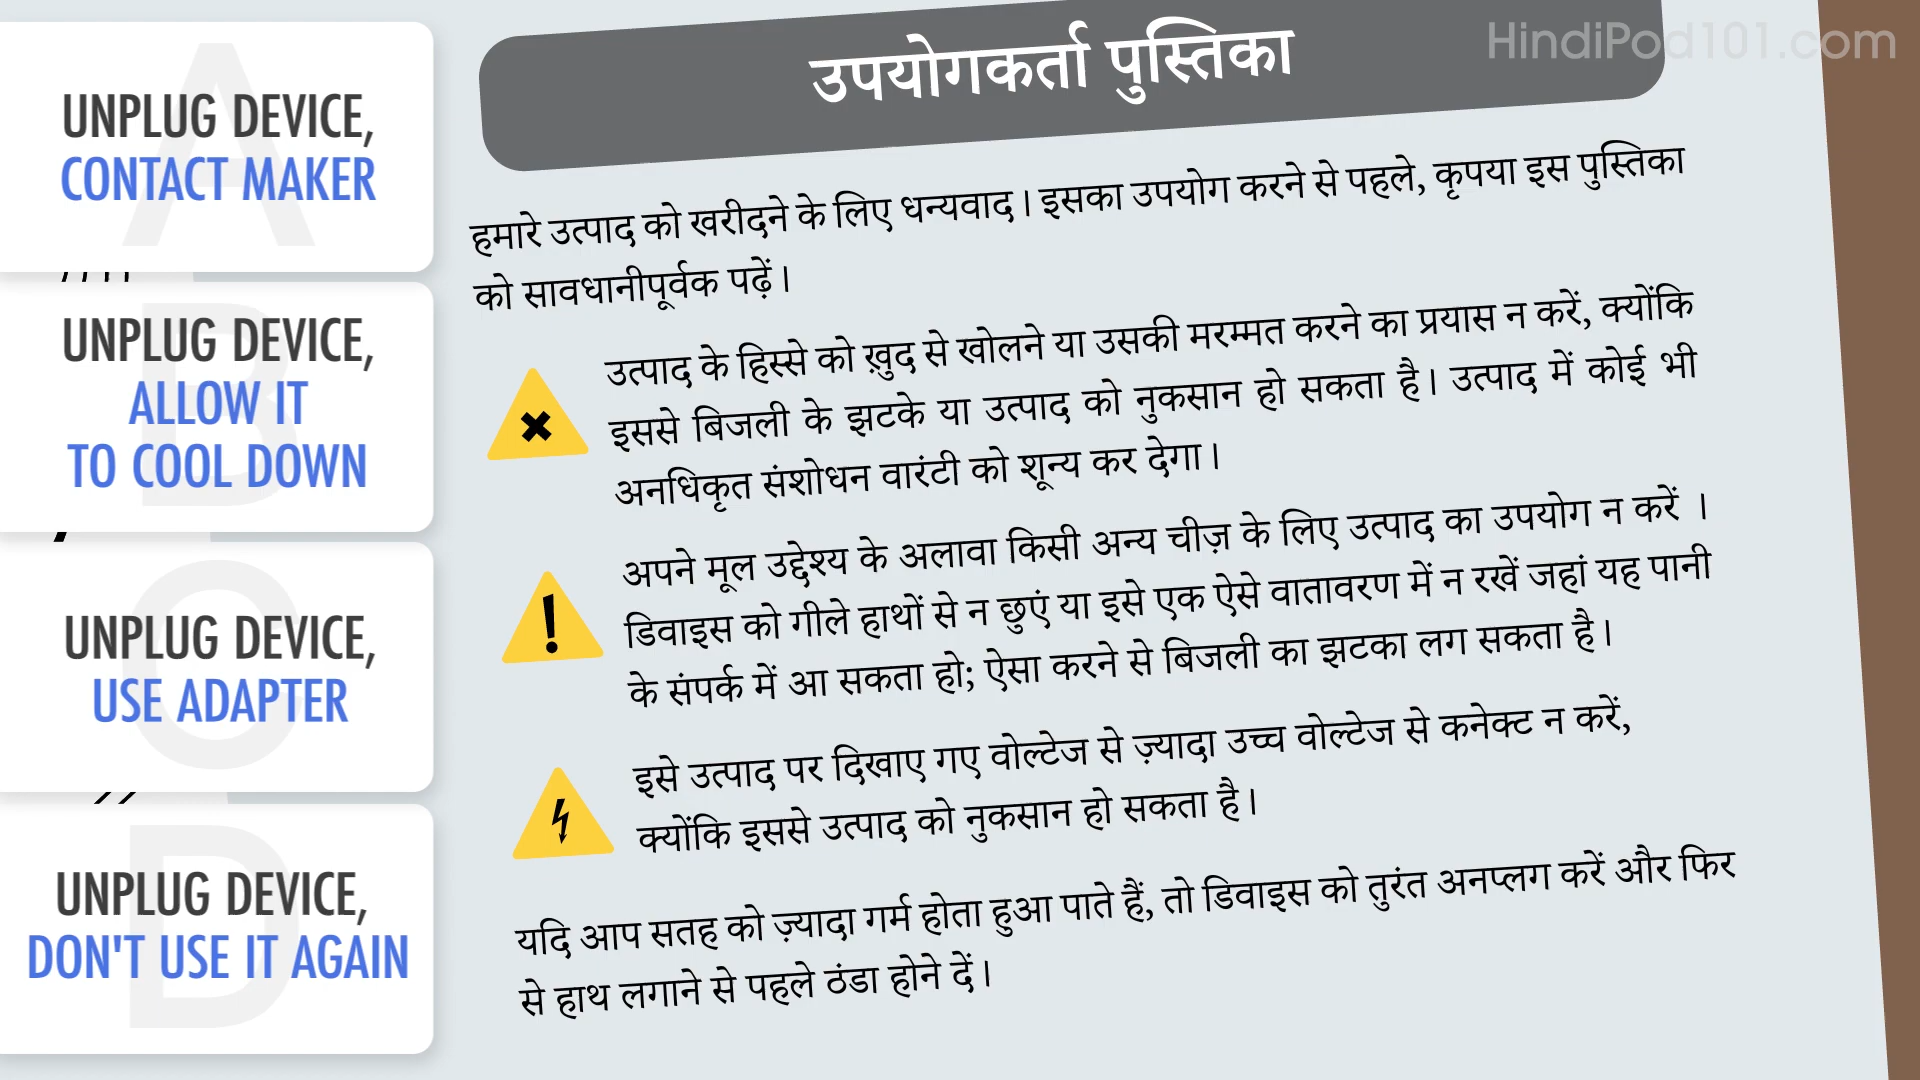 UNPLUG DEVICE,
CONTACT MAKER
UNPLUG DEVICE,
ALLOW IT
TO COOL DOWN
UNPLUG DEVICE,
USE ADAPTER
UNPLUG DEVICE,
DON'T USE IT AGAIN
HindiPod101.com
उपयोगकर्ता पुस्तिका
हमारे उत्पाद को खरीदने के लिए धन्यवाद। इसका उपयोग करने से पहले, कृपया इस पुस्तिका
को सावधानीपूर्वक पढ़ें।
उत्पाद के हिस्से को ख़ुद से खोलने या उसकी मरम्मत करने का प्रयास न करें, क्योंकि
इससे बिजली के झटके या उत्पाद को नुकसान हो सकता है। उत्पाद में कोई भी
अनधिकृत संशोधन वारंटी को शून्य कर देगा।
अपने मूल उद्देश्य के अलावा किसी अन्य चीज़ के लिए उत्पाद का उपयोग न करें ।
डिवाइस को गीले हाथों से न छुएं या इसे एक ऐसे वातावरण में न रखें जहां यह पानी
के संपर्क में आ सकता हो; ऐसा करने से बिजली का झटका लग सकता है।
इसे उत्पाद पर दिखाए गए वोल्टेज से ज़्यादा उच्च वोल्टेज से कनेक्ट न करें,
क्योंकि इससे उत्पाद को नुकसान हो सकता है।
यदि आप सतह को ज़्यादा गर्म होता हुआ पाते हैं, तो डिवाइस को तुरंत अनप्लग करें और फिर
से हाथ लगाने से पहले ठंडा होने दें।